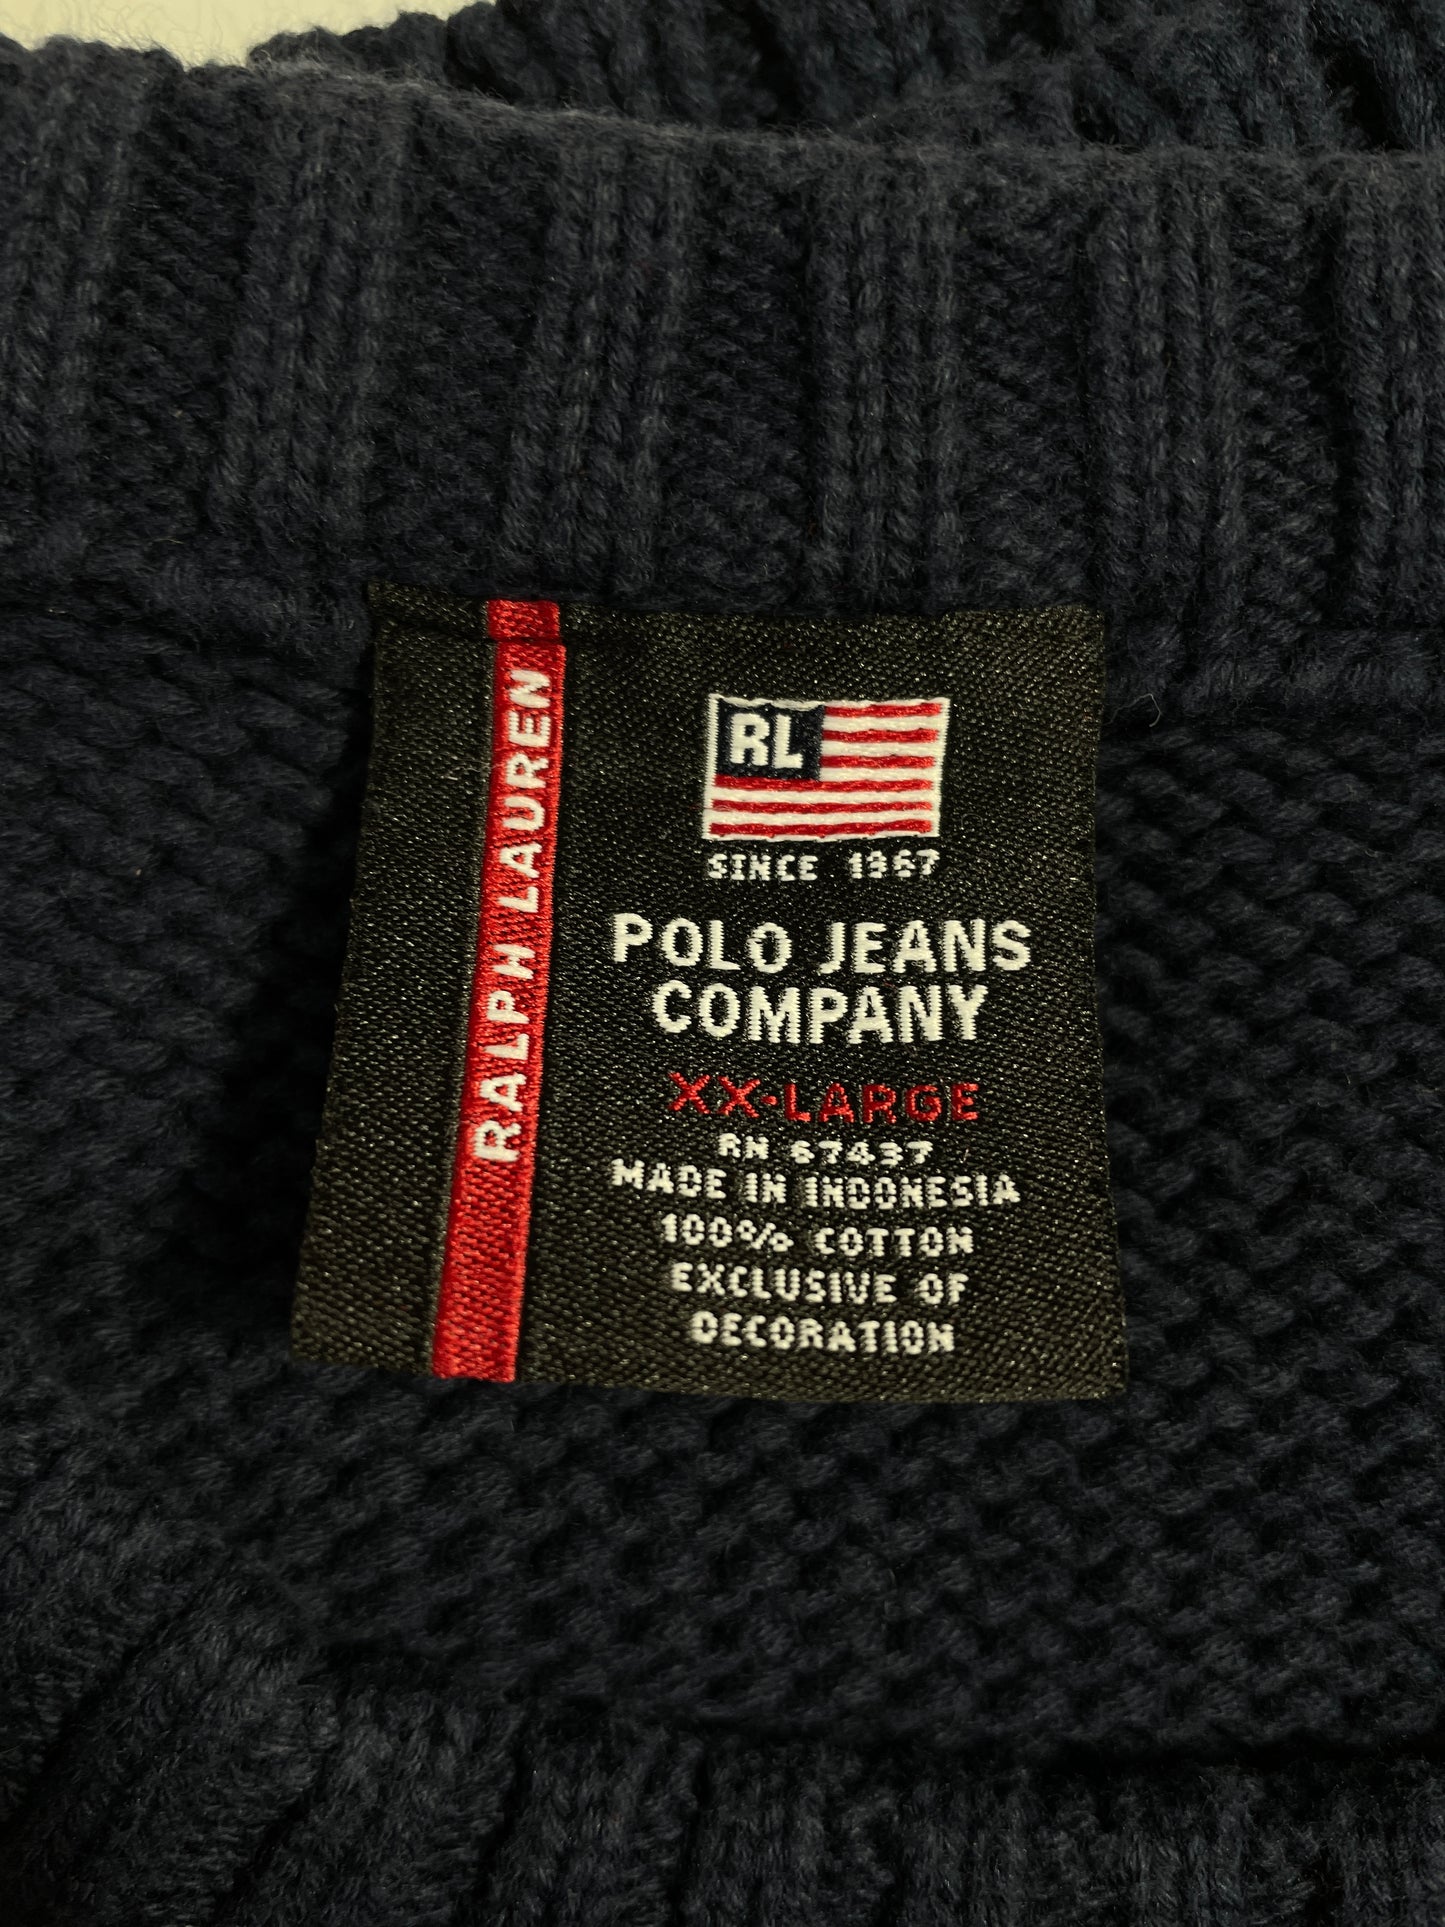 RALPH LAUREN
RL
SINCE 1967
POLO JEANS
COMPANY
XX-LARGE
RN 67437
MADE IN INDONESIA
100% COTTON
EXCLUSIVE OF
DECORATION